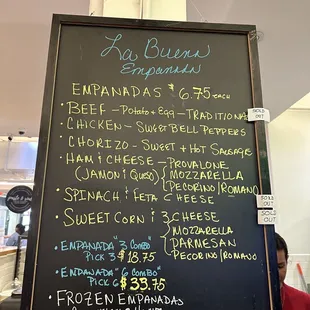 La Buena
Empanada
EMPANADAS $6.75 EACH
• BEEF – POTATO + EGG – TRADITIONAL
SOLD OUT
• CHICKEN – SWEET BELL PEPPERS
• CHORIZO – SWEET + HOT SAUSAGE
• HAM & CHEESE – PROVALONE
(JAMON & QUESO) MOZZARELLA
PECORINO/ROMANO
• SPINACH & FETA CHEESE
SOLD OUT
• SWEET CORN & 3 CHEESE
SOLD OUT
MOZZARELLA
PARMESAN
PECORINO/ROMANO
• EMPANADA "3 COMBO"
PICK 3 $18.75
• EMPANADA "6 COMBO"
PICK 6 $35.75
• FROZEN EMPANADAS